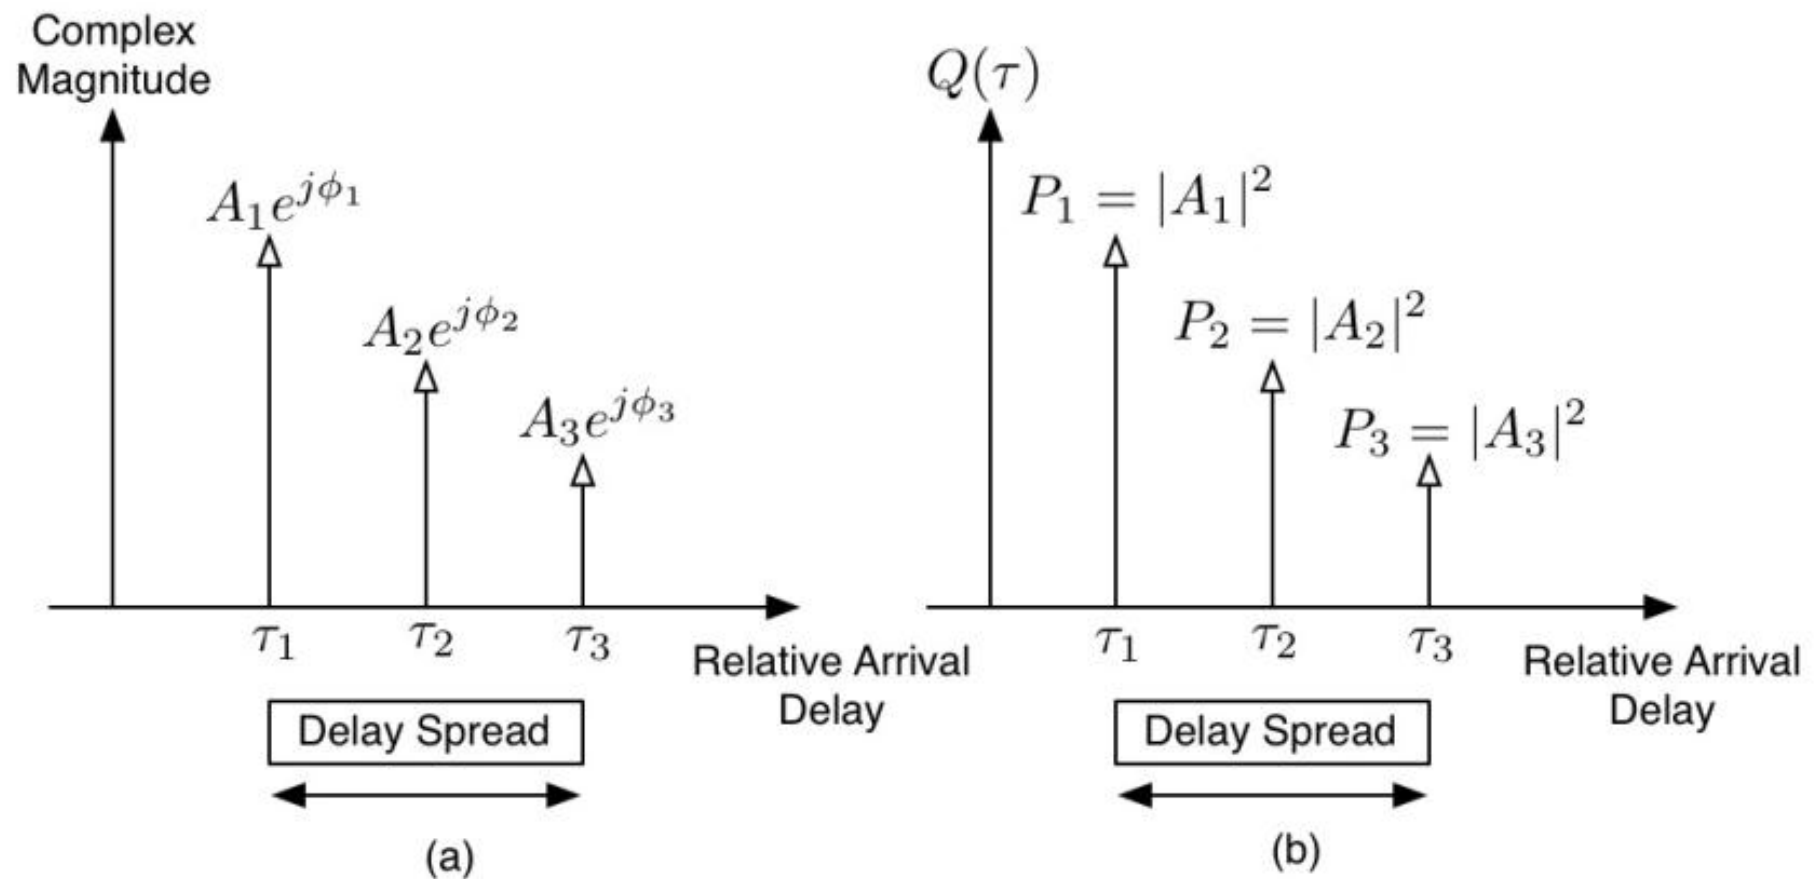 Complex
Magnitude
A₁e^{jϕ₁}
A₂e^{jϕ₂}
A₃e^{jϕ₃}
τ₁ τ₂ τ₃
Relative Arrival
Delay
Delay Spread
(a)
Q(τ)
P₁ = |A₁|²
P₂ = |A₂|²
P₃ = |A₃|²
τ₁ τ₂ τ₃
Relative Arrival
Delay
Delay Spread
(b)